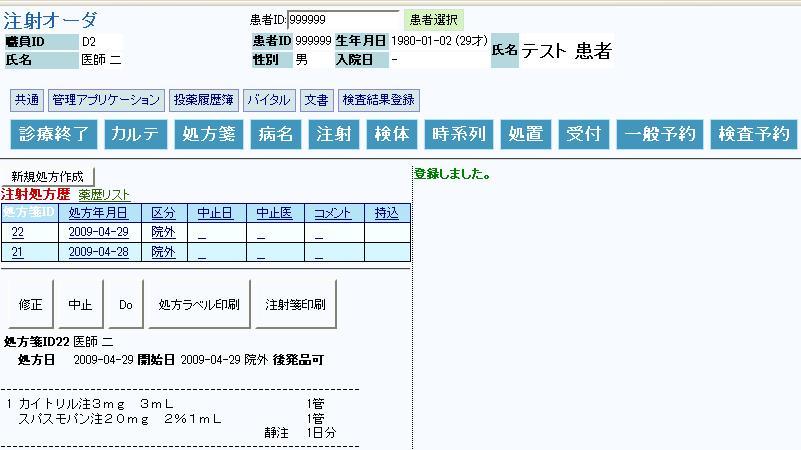 注射オーダ
患者ID: 999999 患者選択
職員ID D2
氏名 医師 二
患者ID 999999 生年月日 1980-01-02 (29才) 氏名 テスト 患者
性別 男 入院日 -
共通 管理アプリケーション 投薬履歴簿 バイタル 文書 検査結果登録
診療終了 カルテ 処方箋 病名 注射 検体 時系列 処置 受付 一般予約 検査予約
新規処方作成
登録しました。
注射処方歴 薬歴リスト
処方箋ID 処方年月日 区分 中止日 中止医 コメント 持込
22 2009-04-29 院外 _ _ _
21 2009-04-28 院外 _ _ _
修正 中止 Do 処方ラベル印刷 注射箋印刷
処方箋ID22 医師 二
処方日 2009-04-29 開始日 2009-04-29 院外 後発品可
1 カイトリル注3mg 3mL 1管
スパスモパン注20mg 2%1mL 1管
静注 1日分